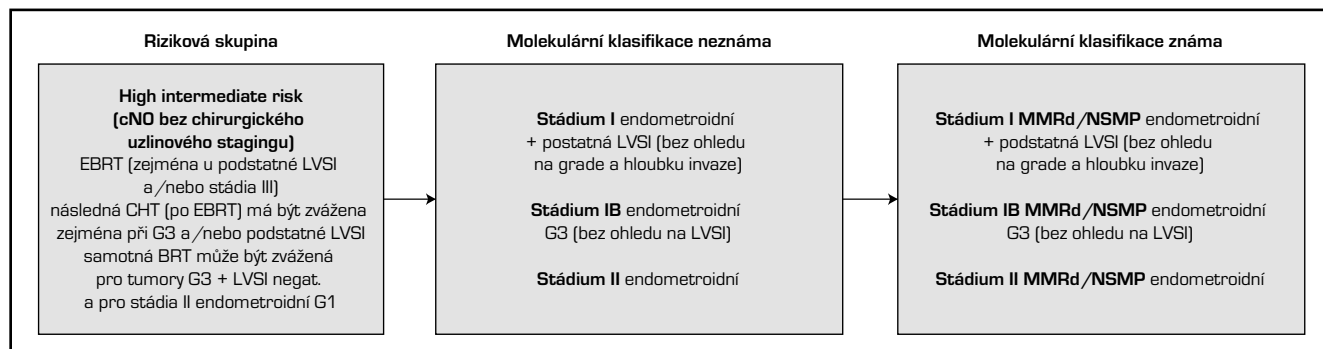 Riziková skupina
High intermediate risk
(cNO bez chirurgického
uzlinového stagingu)
EBRT (zejména u podstatné LVSI
a/nebo stádia III)
následná CHT (po EBRT) má být zvážena
zejména při G3 a/nebo podstatné LVSI
samotná BRT může být zvážená
pro tumory G3 + LVSI negat.
a pro stádia II endometroidní G1
Molekulární klasifikace neznáma
Stádium I endometroidní
+ postatná LVSI (bez ohledu
na grade a hloubku invaze)
Stádium IB endometroidní
G3 (bez ohledu na LVSI)
Stádium II endometroidní
Molekulární klasifikace známa
Stádium I MMRd/NSMP endometroidní
+ podstatná LVSI (bez ohledu
na grade a hloubku invaze)
Stádium IB MMRd/NSMP endometroidní
G3 (bez ohledu na LVSI)
Stádium II MMRd/NSMP endometroidní